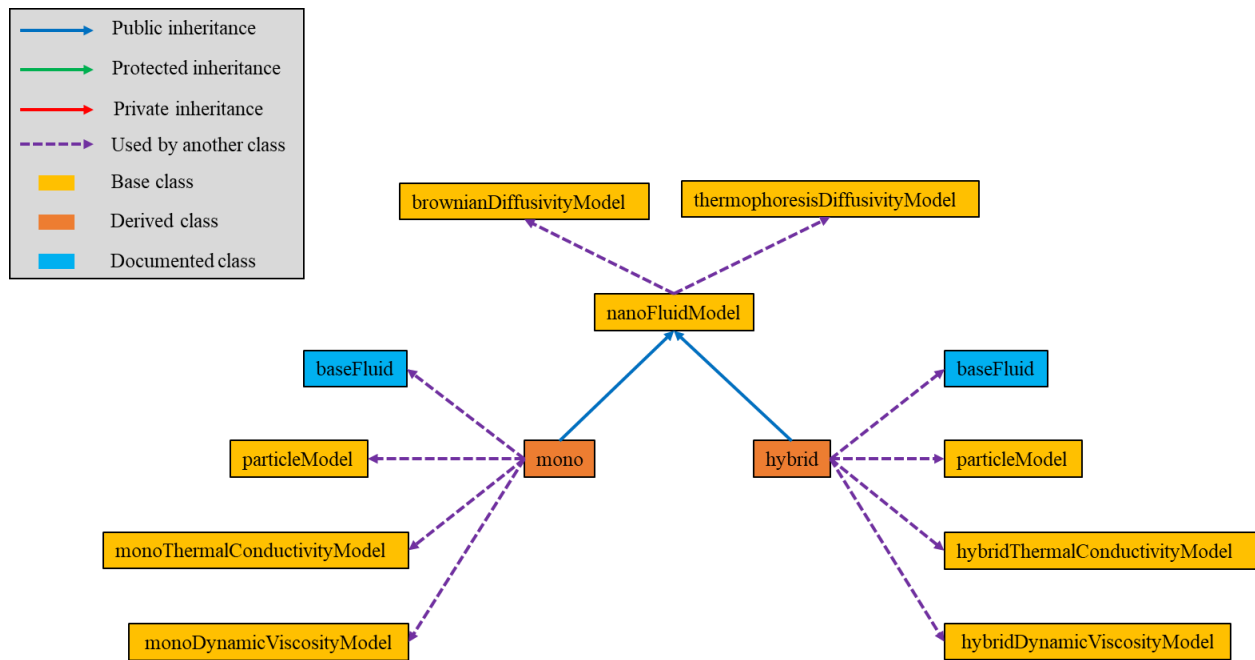 Public inheritance
Protected inheritance
Private inheritance
Used by another class
Base class
Derived class
Documented class
brownianDiffusivityModel
thermophoresisDiffusivityModel
nanoFluidModel
baseFluid
baseFluid
particleModel
mono
hybrid
particleModel
monoThermalConductivityModel
hybridThermalConductivityModel
monoDynamicViscosityModel
hybridDynamicViscosityModel